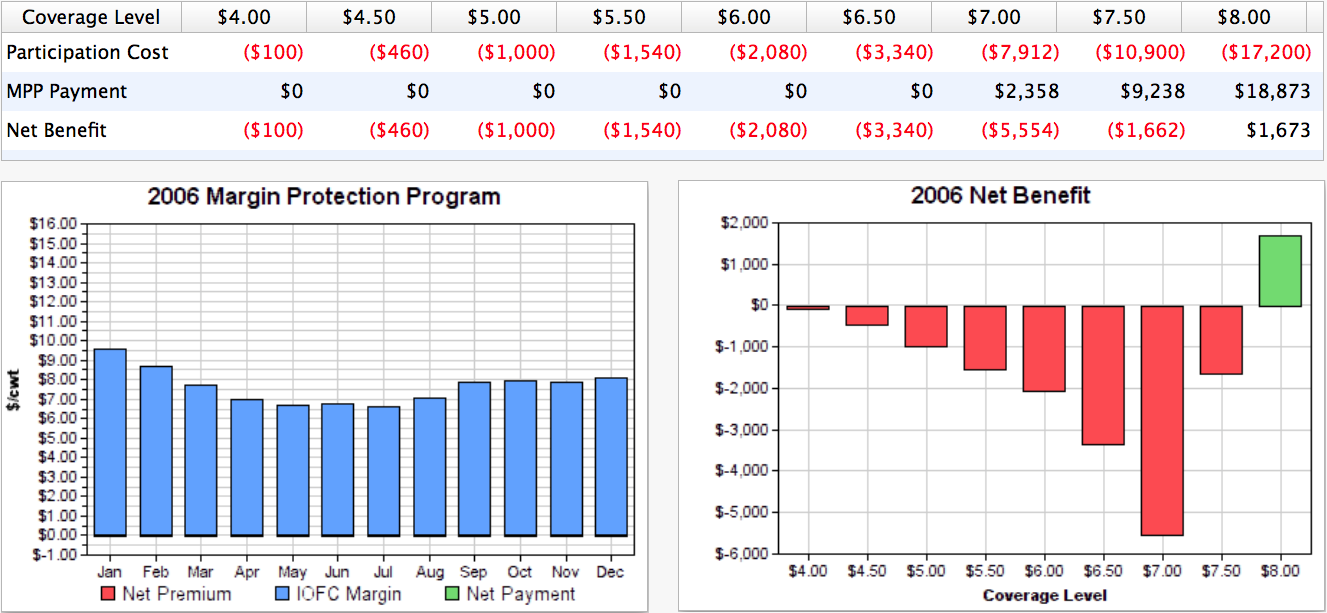 Coverage Level $4.00 $4.50 $5.00 $5.50 $6.00 $6.50 $7.00 $7.50 $8.00
Participation Cost ($100) ($460) ($1,000) ($1,540) ($2,080) ($3,340) ($7,912) ($10,900) ($17,200)
MPP Payment $0 $0 $0 $0 $0 $0 $2,358 $9,238 $18,873
Net Benefit ($100) ($460) ($1,000) ($1,540) ($2,080) ($3,340) ($5,554) ($1,662) $1,673
2006 Margin Protection Program
$16.00
$15.00
$14.00
$13.00
$12.00
$11.00
$10.00
$9.00
$8.00
$7.00
$6.00
$5.00
$4.00
$3.00
$2.00
$1.00
$0.00
$-1.00
$/cwt
Jan Feb Mar Apr May Jun Jul Aug Sep Oct Nov Dec
Net Premium IOFC Margin Net Payment
2006 Net Benefit
$2,000
$1,000
$0
$-1,000
$-2,000
$-3,000
$-4,000
$-5,000
$-6,000
$4.00 $4.50 $5.00 $5.50 $6.00 $6.50 $7.00 $7.50 $8.00
Coverage Level